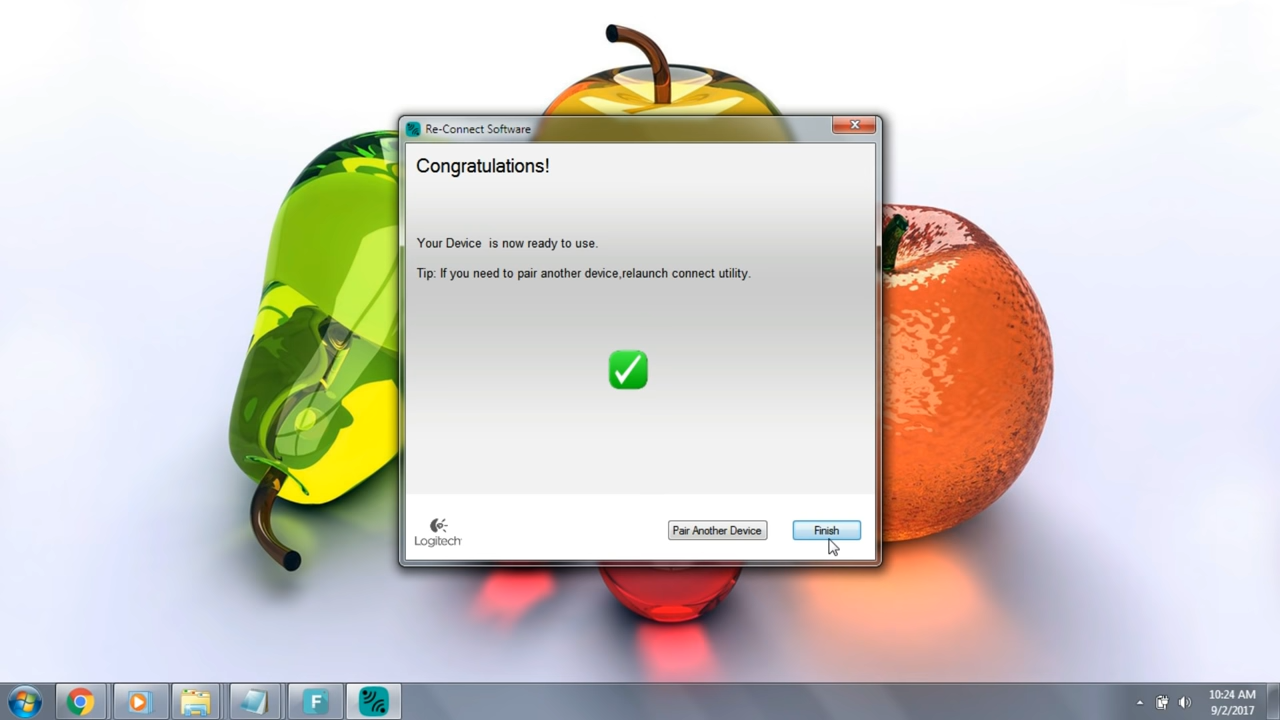 Re-Connect Software
Congratulations!
Your Device is now ready to use.
Tip: If you need to pair another device,relaunch connect utility.
Logitech
Pair Another Device
Finish
F
10:24 AM
9/2/2017